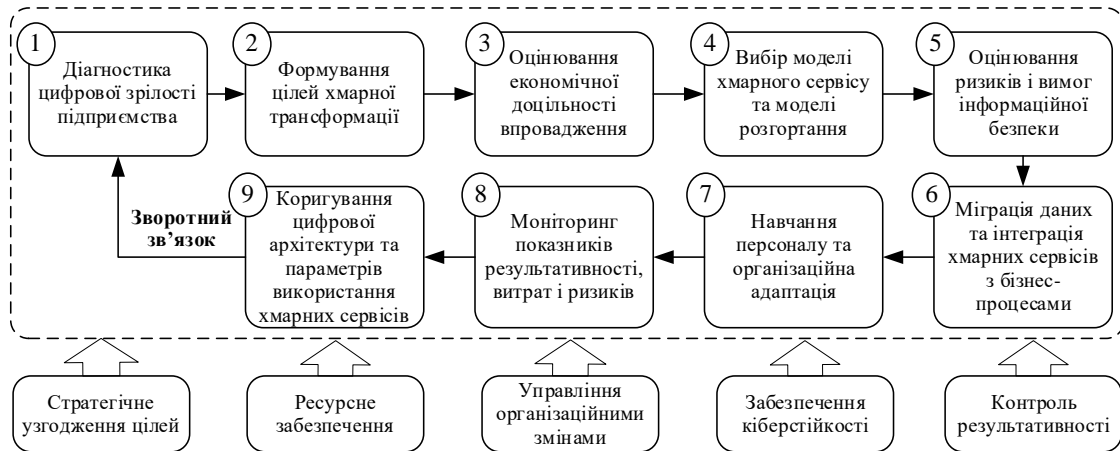 1
Діагностика
цифрової зрілості
підприємства
2
Формування
цілей хмарної
трансформації
3
Оцінювання
економічної
доцільності
впровадження
4
Вибір моделі
хмарного сервісу
та моделі
розгортання
5
Оцінювання
ризиків і вимог
інформаційної
безпеки
6
Міграція даних
та інтеграція
хмарних сервісів
з бізнес-
процесами
7
Навчання
персоналу та
організаційна
адаптація
8
Моніторинг
показників
результативності,
витрат і ризиків
9
Коригування
цифрової
архітектури та
параметрів
використання
хмарних сервісів
Зворотний
зв’язок
Стратегічне
узгодження цілей
Ресурсне
забезпечення
Управління
організаційними
змінами
Забезпечення
кіберстійкості
Контроль
результативності